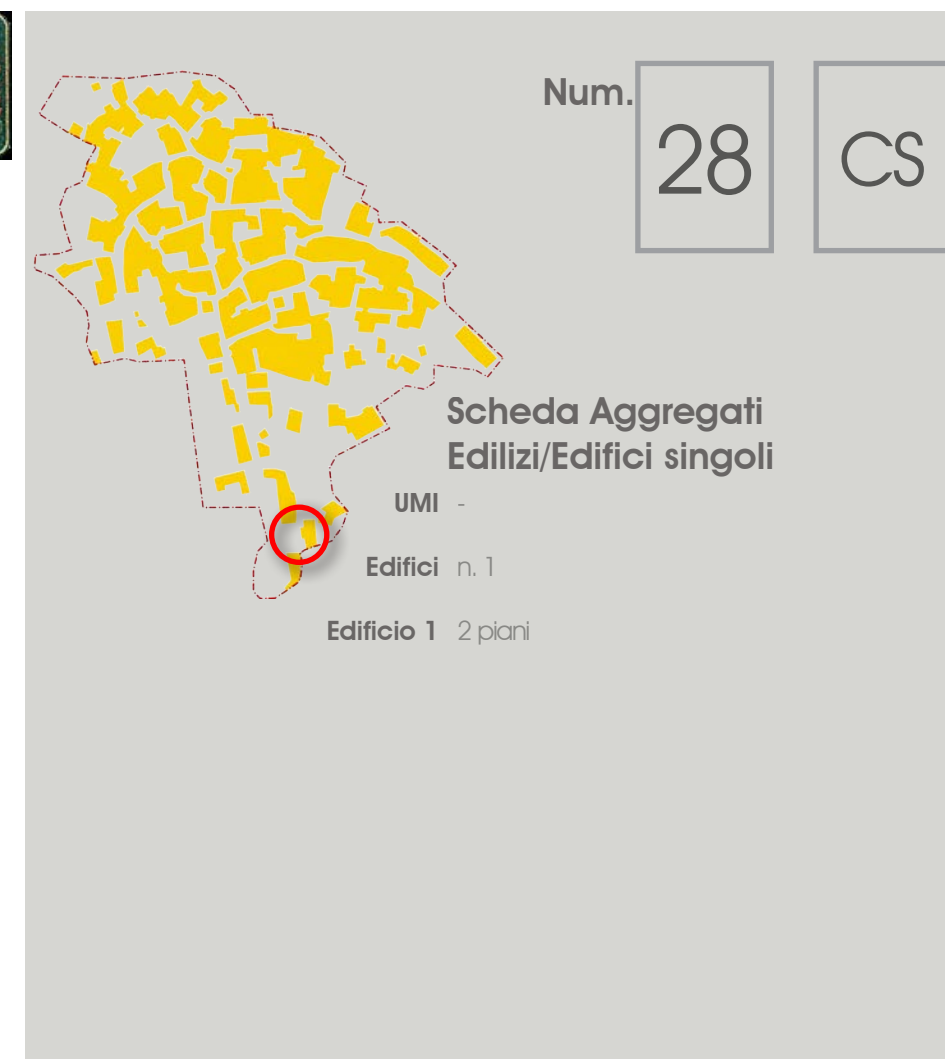 Num.
28
CS
Scheda Aggregati
Edilizi/Edifici singoli
UMI -
Edifici n. 1
Edificio 1 2 piani